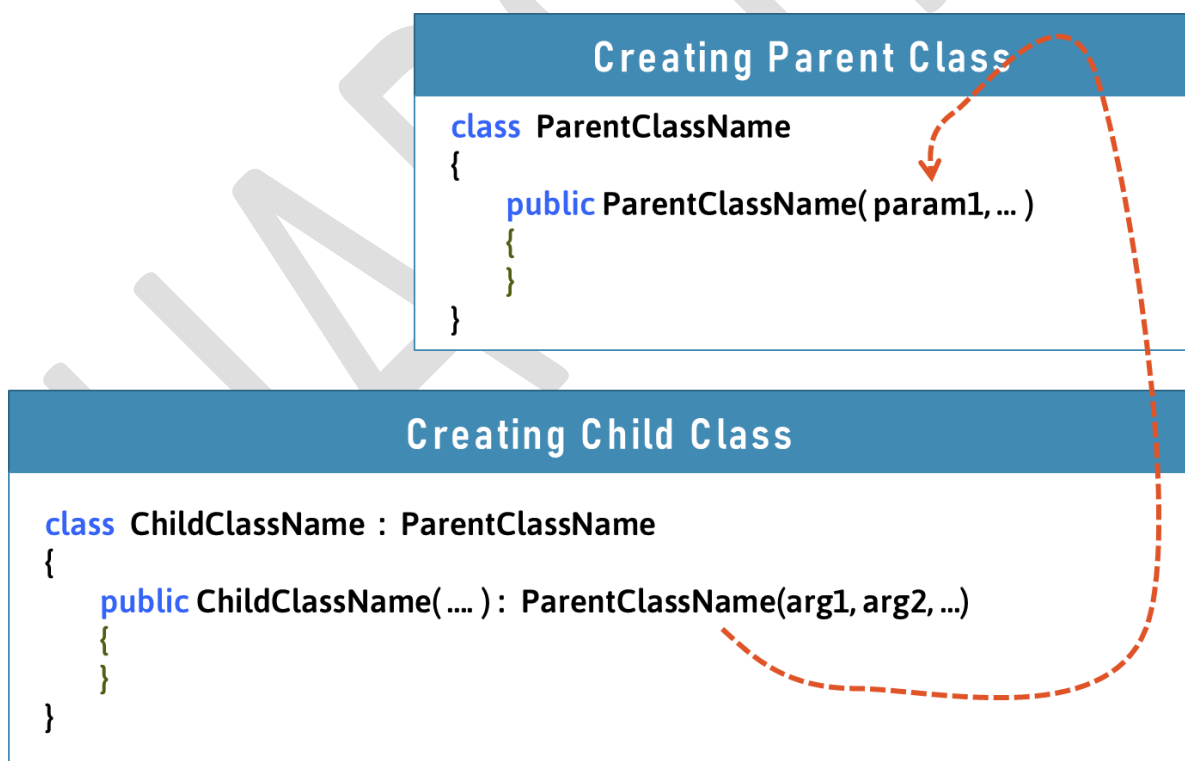 Creating Parent Class
class ParentClassName
{
public ParentClassName( param1, ... )
{
}
}
Creating Child Class
class ChildClassName : ParentClassName
{
public ChildClassName( .... ) : ParentClassName(arg1, arg2, ...)
{
}
}